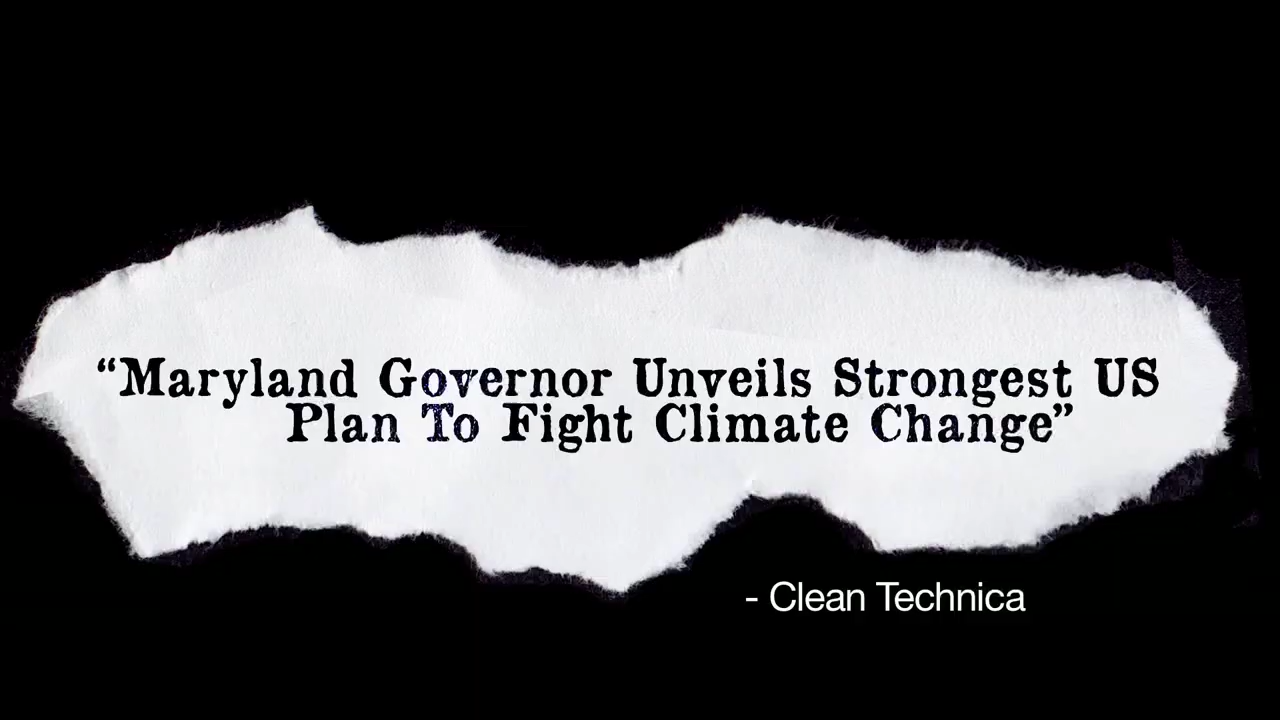 “Maryland Governor Unveils Strongest US
Plan To Fight Climate Change”
- Clean Technica